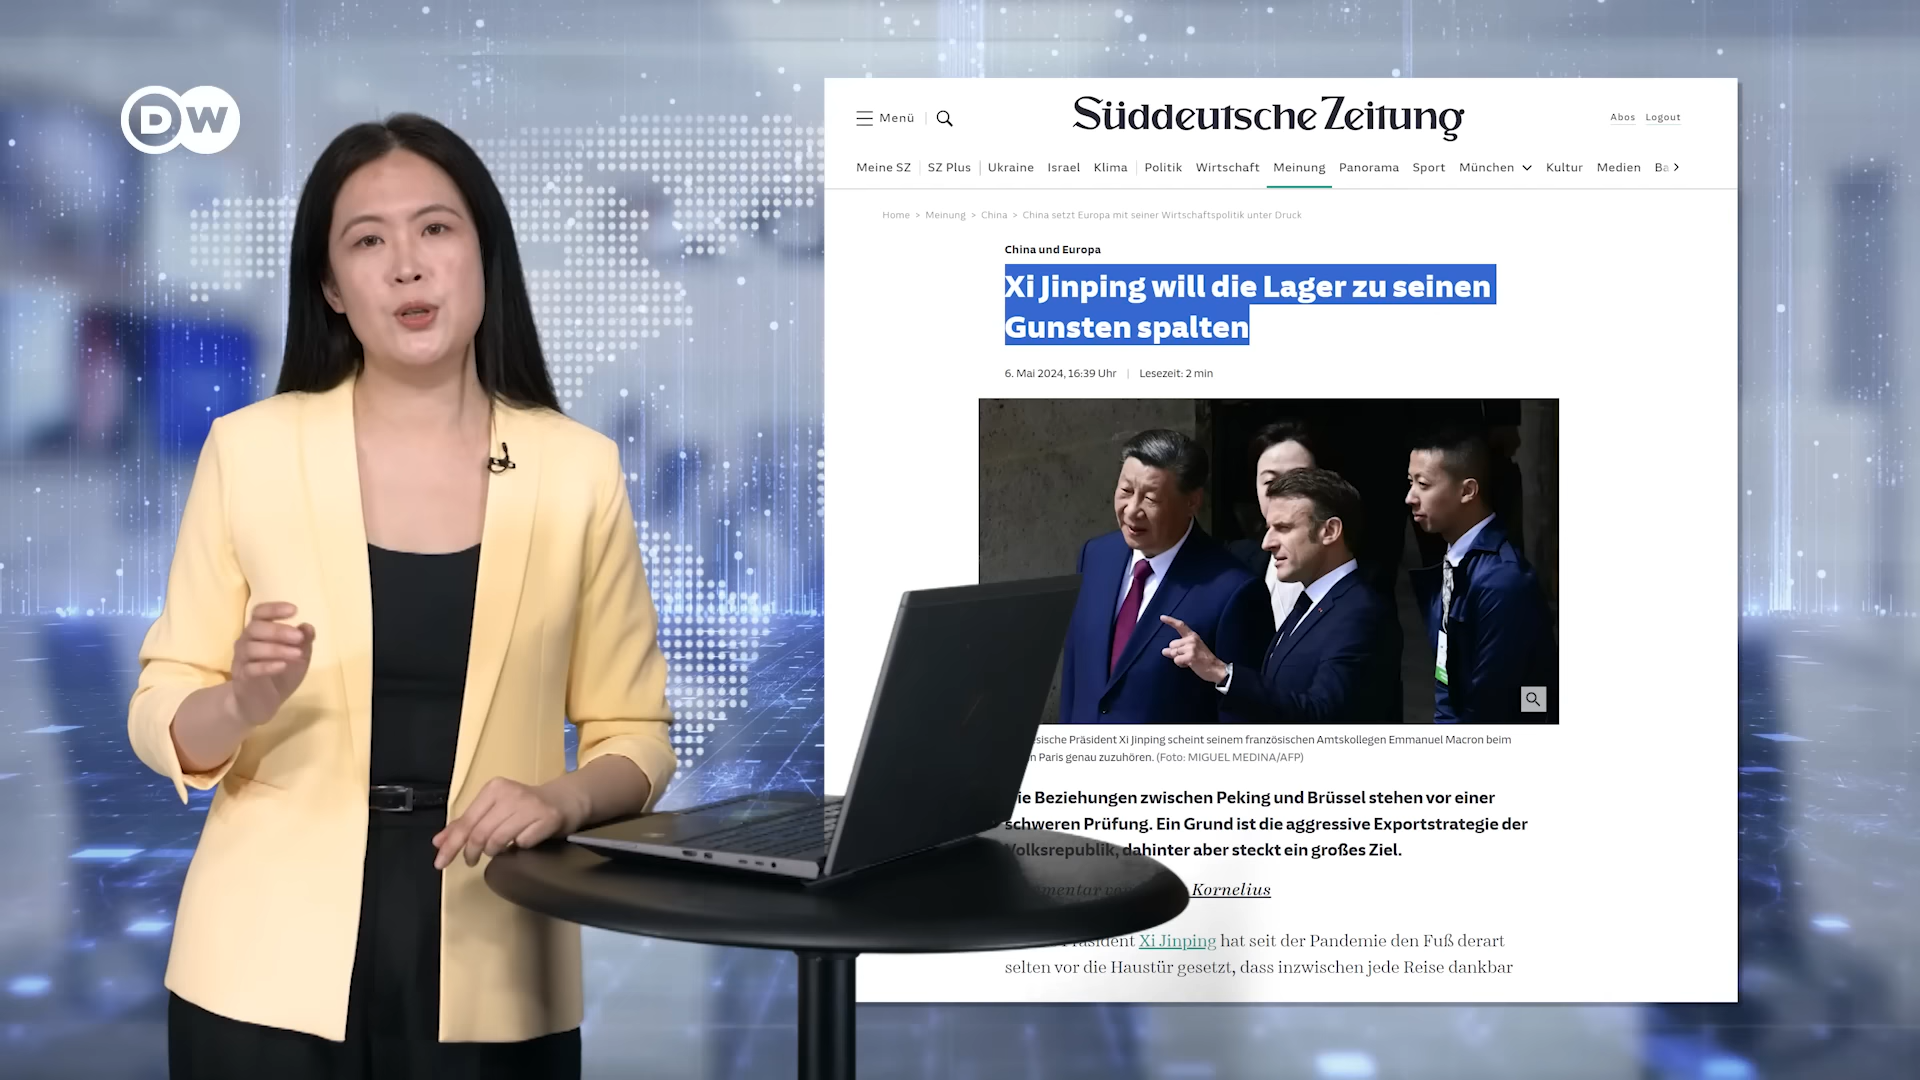 DW
Süddeutsche Zeitung
Menü
Abos Logout
Meine SZ SZ Plus Ukraine Israel Klima Politik Wirtschaft Meinung Panorama Sport München Kultur Medien Ba
Home > Meinung > China > China setzt Europa mit seiner Wirtschaftspolitik unter Druck
China und Europa
Xi Jinping will die Lager zu seinen
Gunsten spalten
6. Mai 2024, 16:39 Uhr | Lesezeit: 2 min
sische Präsident Xi Jinping scheint seinem französischen Amtskollegen Emmanuel Macron beim
n Paris genau zuzuhören. (Foto: MIGUEL MEDINA/AFP)
ie Beziehungen zwischen Peking und Brüssel stehen vor einer
schweren Prüfung. Ein Grund ist die aggressive Exportstrategie der
Volksrepublik, dahinter aber steckt ein großes Ziel.
mentar Kornelius
räsident Xi Jinping hat seit der Pandemie den Fuß derart
selten vor die Haustür gesetzt, dass inzwischen jede Reise dankbar